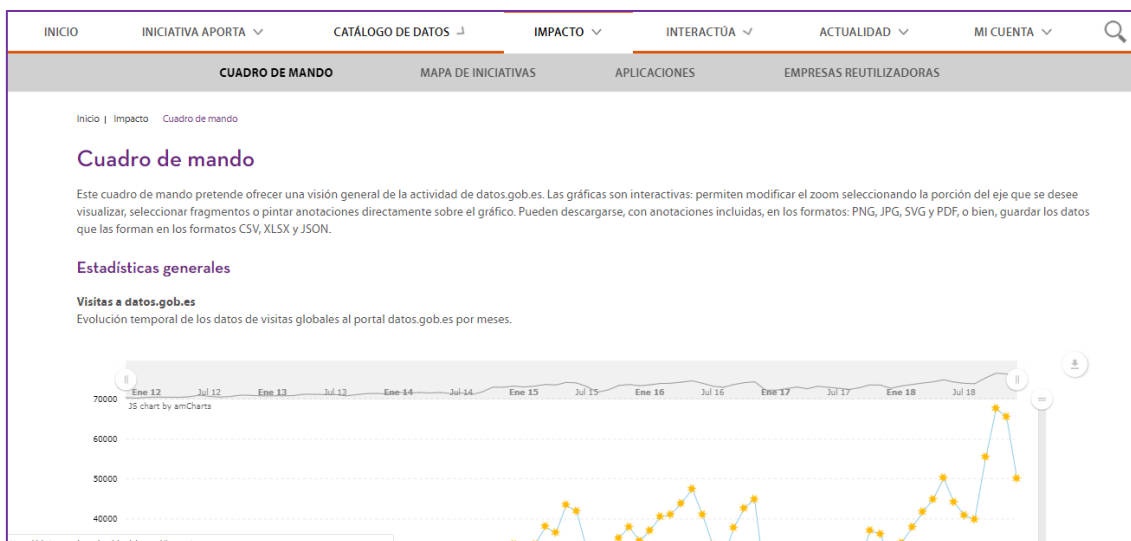 INICIO INICIATIVA APORTA CATÁLOGO DE DATOS IMPACTO INTERACTÚA ACTUALIDAD MI CUENTA
CUADRO DE MANDO MAPA DE INICIATIVAS APLICACIONES EMPRESAS REUTILIZADORAS
Inicio | Impacto Cuadro de mando
Cuadro de mando
Este cuadro de mando pretende ofrecer una visión general de la actividad de datos.gob.es. Las gráficas son interactivas: permiten modificar el zoom seleccionando la porción del eje que se desee
visualizar, seleccionar fragmentos o pintar anotaciones directamente sobre el gráfico. Pueden descargarse, con anotaciones incluidas, en los formatos: PNG, JPG, SVG y PDF, o bien, guardar los datos
que las forman en los formatos CSV, XLSX y JSON.
Estadísticas generales
Visitas a datos.gob.es
Evolución temporal de los datos de visitas globales al portal datos.gob.es por meses.
Ene 12 Jul 12 Ene 13 Jul 13 Ene 14 Jul 14 Ene 15 Jul 15 Ene 16 Jul 16 Ene 17 Jul 17 Ene 18 Jul 18
70000
JS chart by amCharts
60000
50000
40000